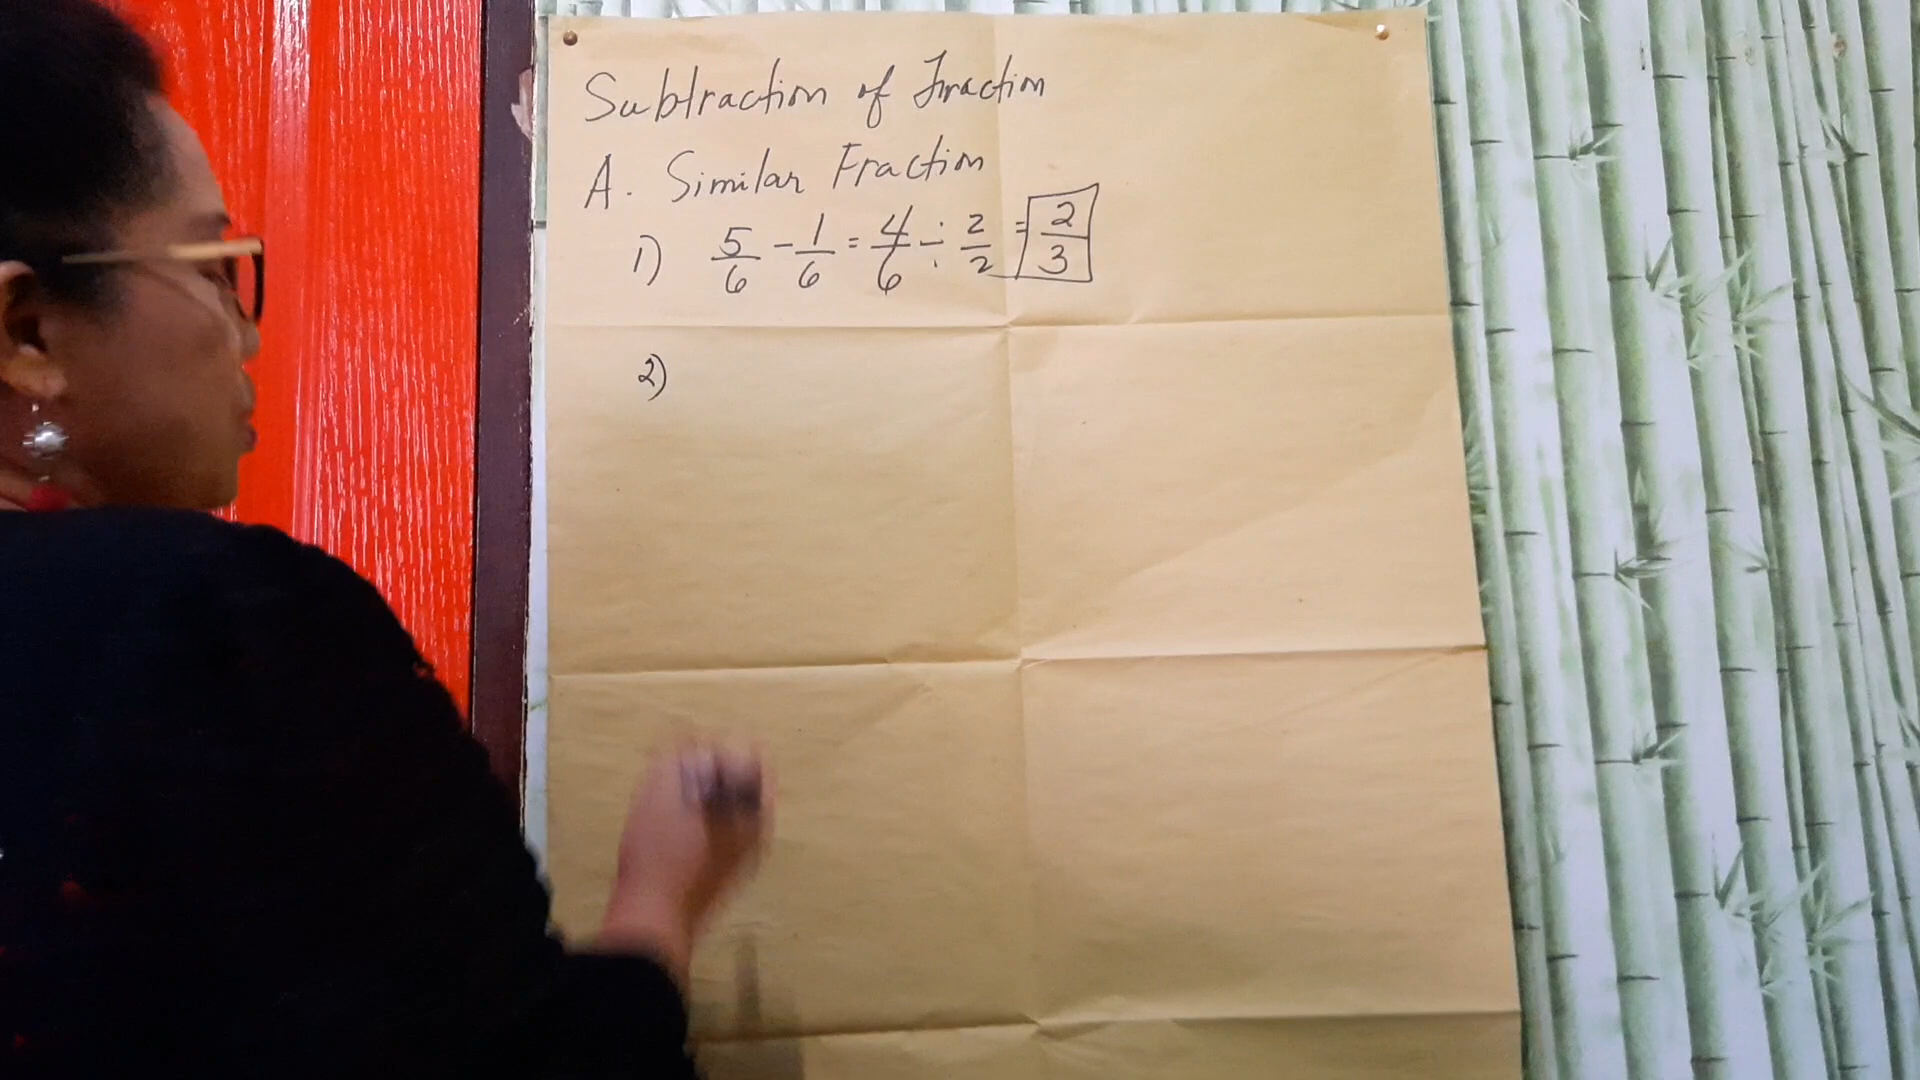 Subtraction of Fraction
A. Similar Fraction
1) 5/6 - 1/6 = 4/6 ÷ 2/2 = 2/3
2)